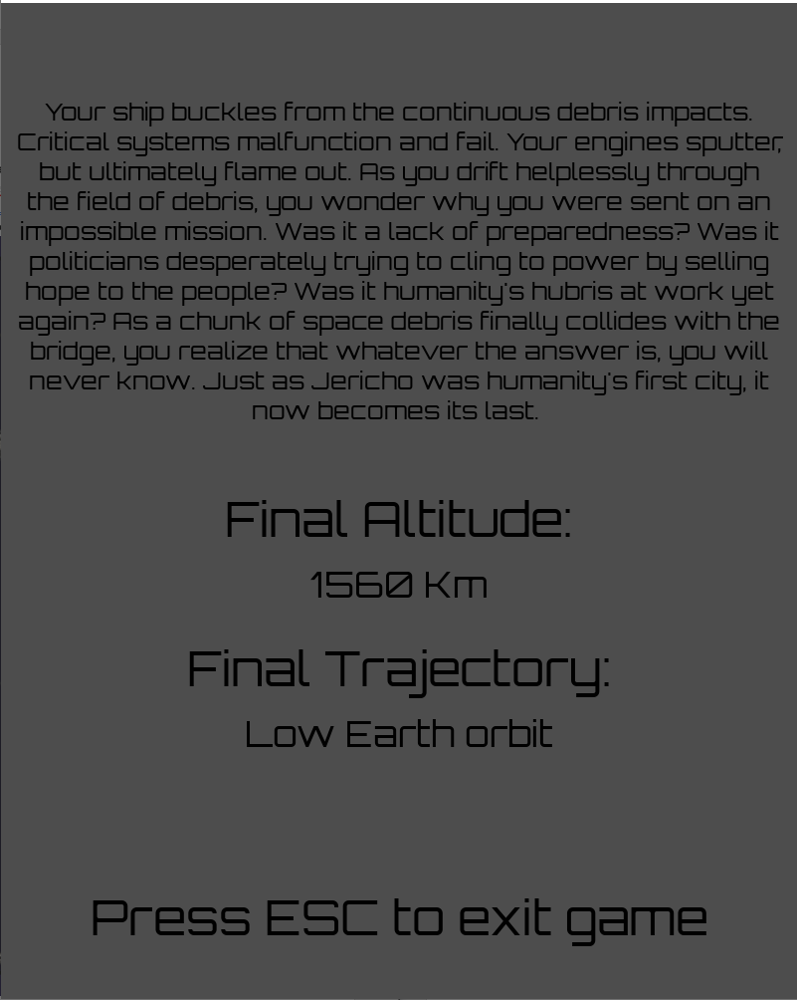 Your ship buckles from the continuous debris impacts.
Critical systems malfunction and fail. Your engines sputter,
but ultimately flame out. As you drift helplessly through
the field of debris, you wonder why you were sent on an
impossible mission. Was it a lack of preparedness? Was it
politicians desperately trying to cling to power by selling
hope to the people? Was it humanity's hubris at work yet
again? As a chunk of space debris finally collides with the
bridge, you realize that whatever the answer is, you will
never know. Just as Jericho was humanity's first city, it
now becomes its last.
Final Altitude:
1560 Km
Final Trajectory:
Low Earth orbit
Press ESC to exit game